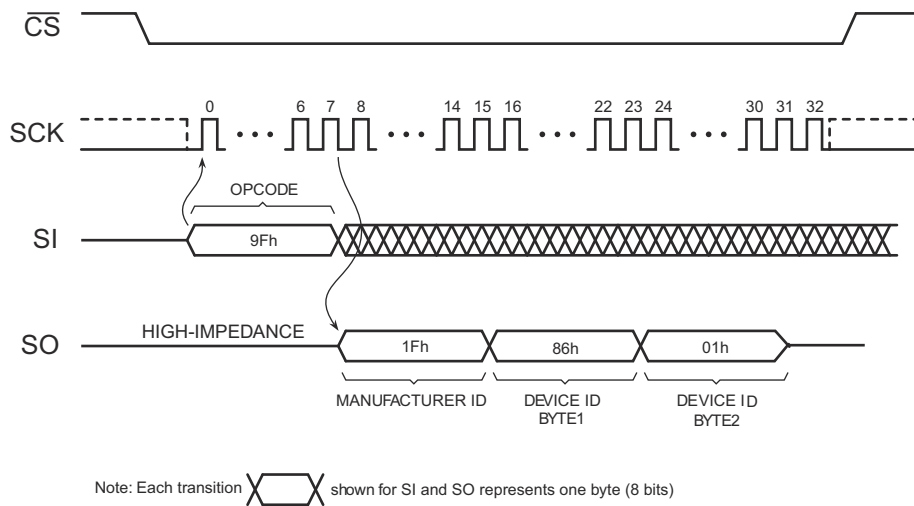 CS
SCK
0
6 7 8
14 15 16
22 23 24
30 31 32
OPCODE
SI
9Fh
HIGH-IMPEDANCE
SO
1Fh
86h
01h
MANUFACTURER ID
DEVICE ID
BYTE1
DEVICE ID
BYTE2
Note: Each transition shown for SI and SO represents one byte (8 bits)